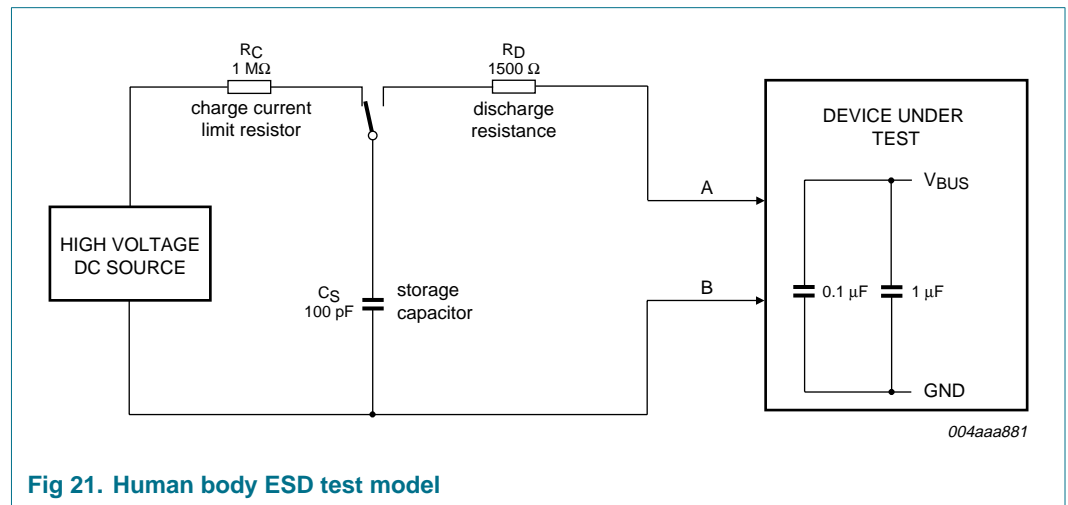 RC
1 MΩ
charge current
limit resistor
RD
1500 Ω
discharge
resistance
DEVICE UNDER
TEST
VBUS
A
HIGH VOLTAGE
DC SOURCE
CS
100 pF
storage
capacitor
B
0.1 μF
1 μF
GND
004aaa881
Fig 21. Human body ESD test model